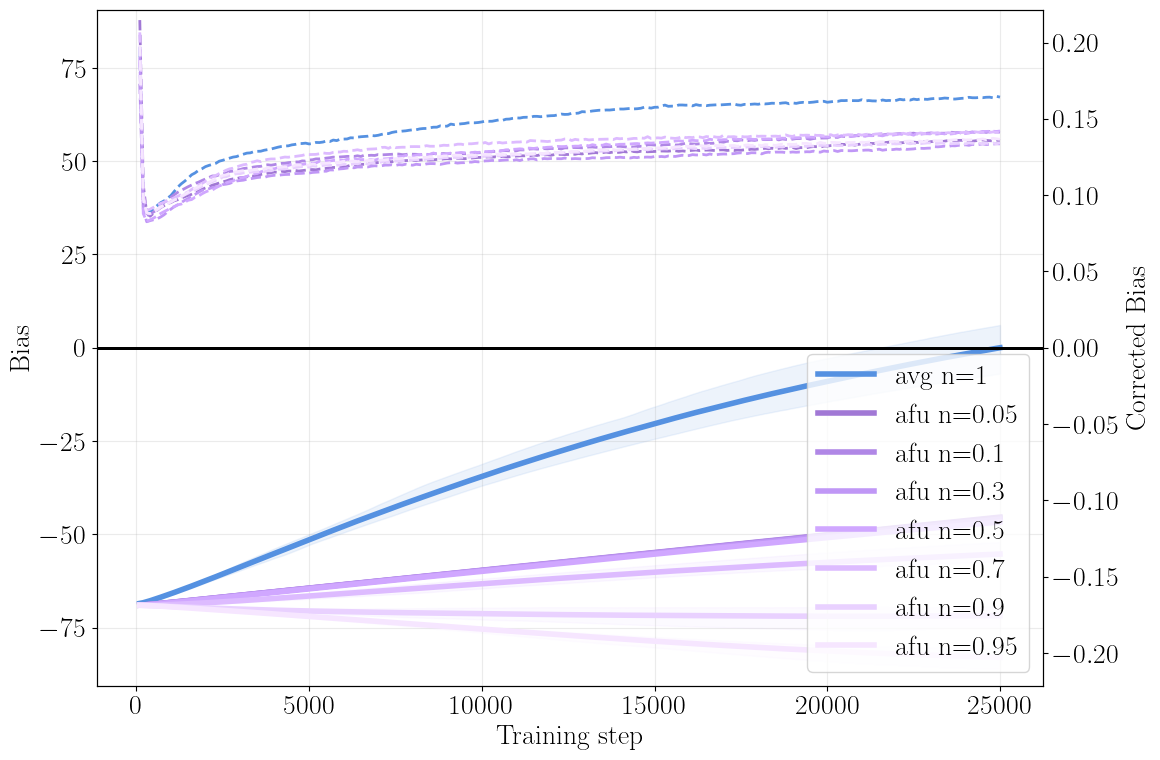 75
50
25
0
−25
−50
−75
Bias
0.20
0.15
0.10
0.05
0.00
−0.05
−0.10
−0.15
−0.20
Corrected Bias
avg n=1
afu n=0.05
afu n=0.1
afu n=0.3
afu n=0.5
afu n=0.7
afu n=0.9
afu n=0.95
0 5000 10000 15000 20000 25000
Training step